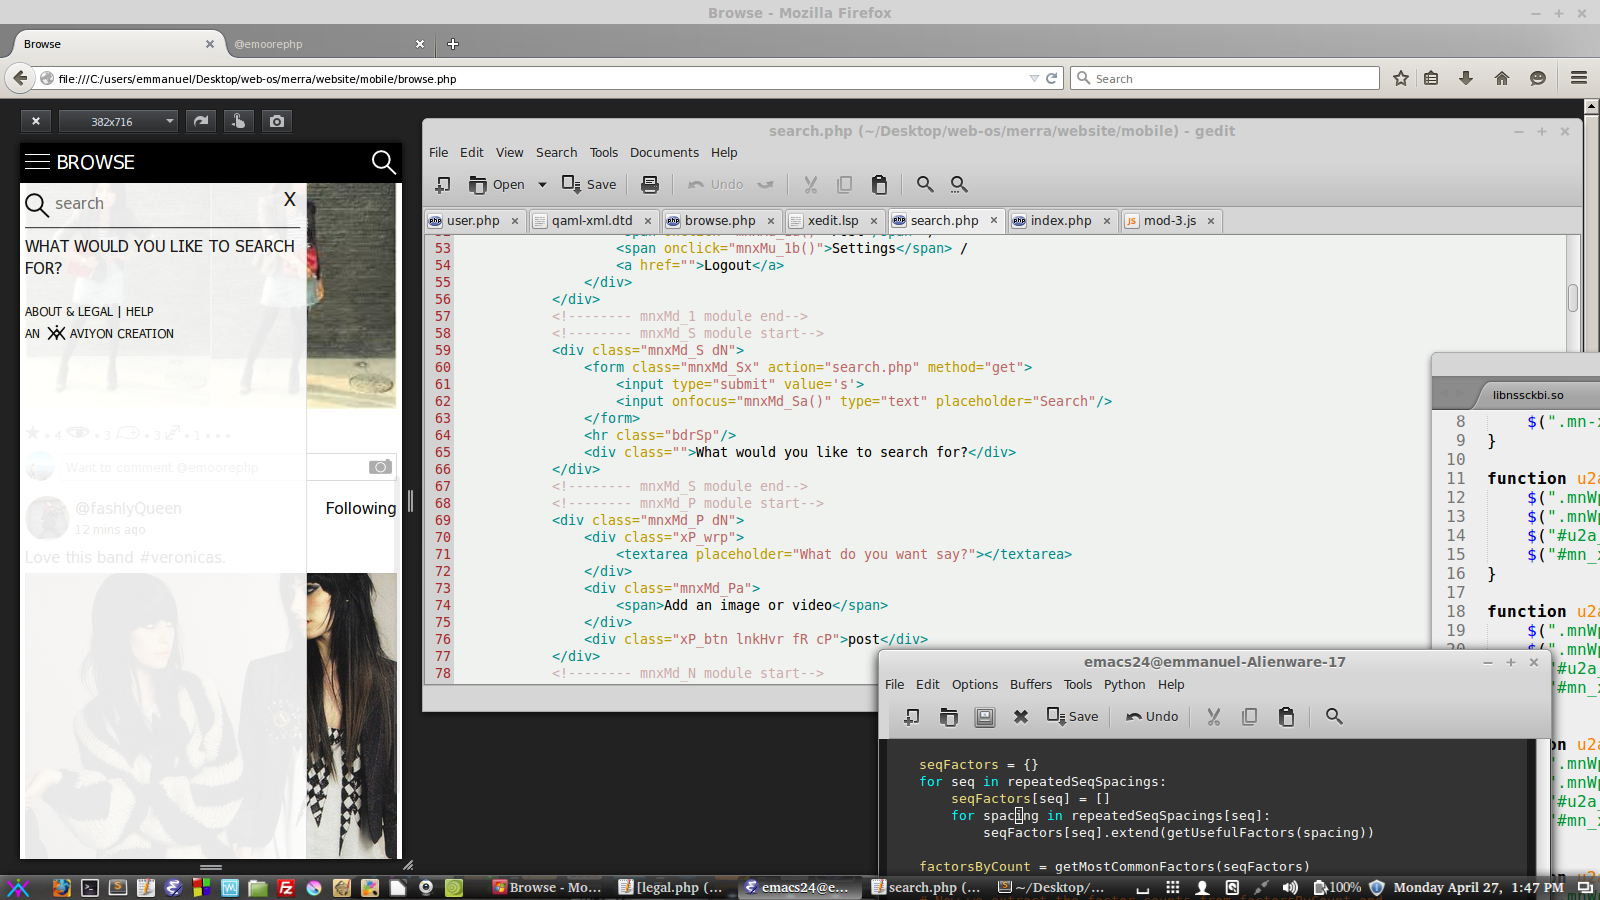 Browse - Mozilla Firefox
Browse
@emoorephp
file:///C:/users/emmanuel/Desktop/web-os/merra/website/mobile/browse.php
Search
382x716
BROWSE
search
X
WHAT WOULD YOU LIKE TO SEARCH
FOR?
ABOUT & LEGAL | HELP
AN AVIYON CREATION
4 • 3 • 3 • 1 • • •
Want to comment @emoorephp
@fashlyQueen
Following
12 mins ago
Love this band #veronicas.
search.php (~/Desktop/web-os/merra/website/mobile) - gedit
File Edit View Search Tools Documents Help
Open Save Undo
user.php qaml-xml.dtd browse.php xedit.lsp search.php index.php mod-3.js
53 <span onclick="mnxMu_1b()">Settings</span> /
54 <a href="">Logout</a>
55 </div>
56 </div>
57 <!-------- mnxMd_1 module end-->
58 <!-------- mnxMd_S module start-->
59 <div class="mnxMd_S dN">
60 <form class="mnxMd_Sx" action="search.php" method="get">
61 <input type="submit" value='s'>
62 <input onfocus="mnxMd_Sa()" type="text" placeholder="Search"/>
63 </form>
64 <hr class="bdrSp"/>
65 <div class="">What would you like to search for?</div>
66 </div>
67 <!-------- mnxMd_S module end-->
68 <!-------- mnxMd_P module start-->
69 <div class="mnxMd_P dN">
70 <div class="xP_wrp">
71 <textarea placeholder="What do you want say?"></textarea>
72 </div>
73 <div class="mnxMd_Pa">
74 <span>Add an image or video</span>
75 </div>
76 <div class="xP_btn lnkHvr fR cP">post</div>
77 </div>
78 <!-------- mnxMd_N module start-->
libnssckbi.so
8 $(".mn-x
9 }
10
11 function u2a
12 $(".mnWp
13 $(".mnWp
14 $("#u2a_
15 $("#mn_x
16 }
17
18 function u2a
19 $(".mnWp
emacs24@emmanuel-Alienware-17
File Edit Options Buffers Tools Python Help
Save Undo
seqFactors = {}
for seq in repeatedSeqSpacings:
seqFactors[seq] = []
for spacing in repeatedSeqSpacings[seq]:
seqFactors[seq].extend(getUsefulFactors(spacing))
factorsByCount = getMostCommonFactors(seqFactors)
Browse - Mo... [legal.php (... emacs24@e... search.php (... ~/Desktop/... 100% Monday April 27, 1:47 PM